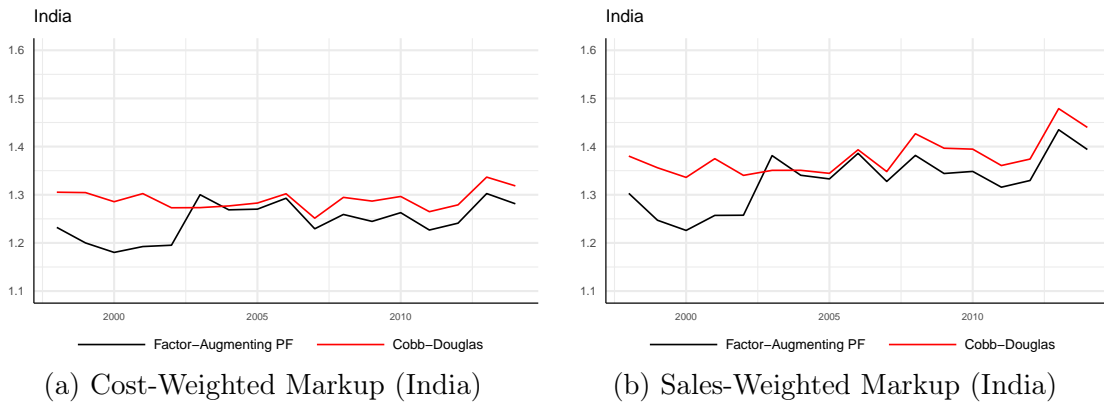 India
1.6
1.5
1.4
1.3
1.2
1.1
2000 2005 2010
Factor−Augmenting PF Cobb−Douglas
(a) Cost-Weighted Markup (India)
India
1.6
1.5
1.4
1.3
1.2
1.1
2000 2005 2010
Factor−Augmenting PF Cobb−Douglas
(b) Sales-Weighted Markup (India)